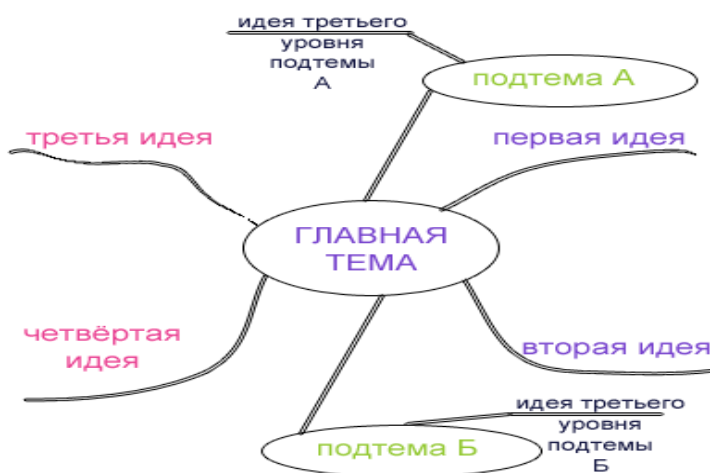 идея третьего
уровня
подтемы
А
подтема А
третья идея
первая идея
ГЛАВНАЯ
ТЕМА
четвёртая
идея
вторая идея
идея третьего
уровня
подтемы
Б
подтема Б